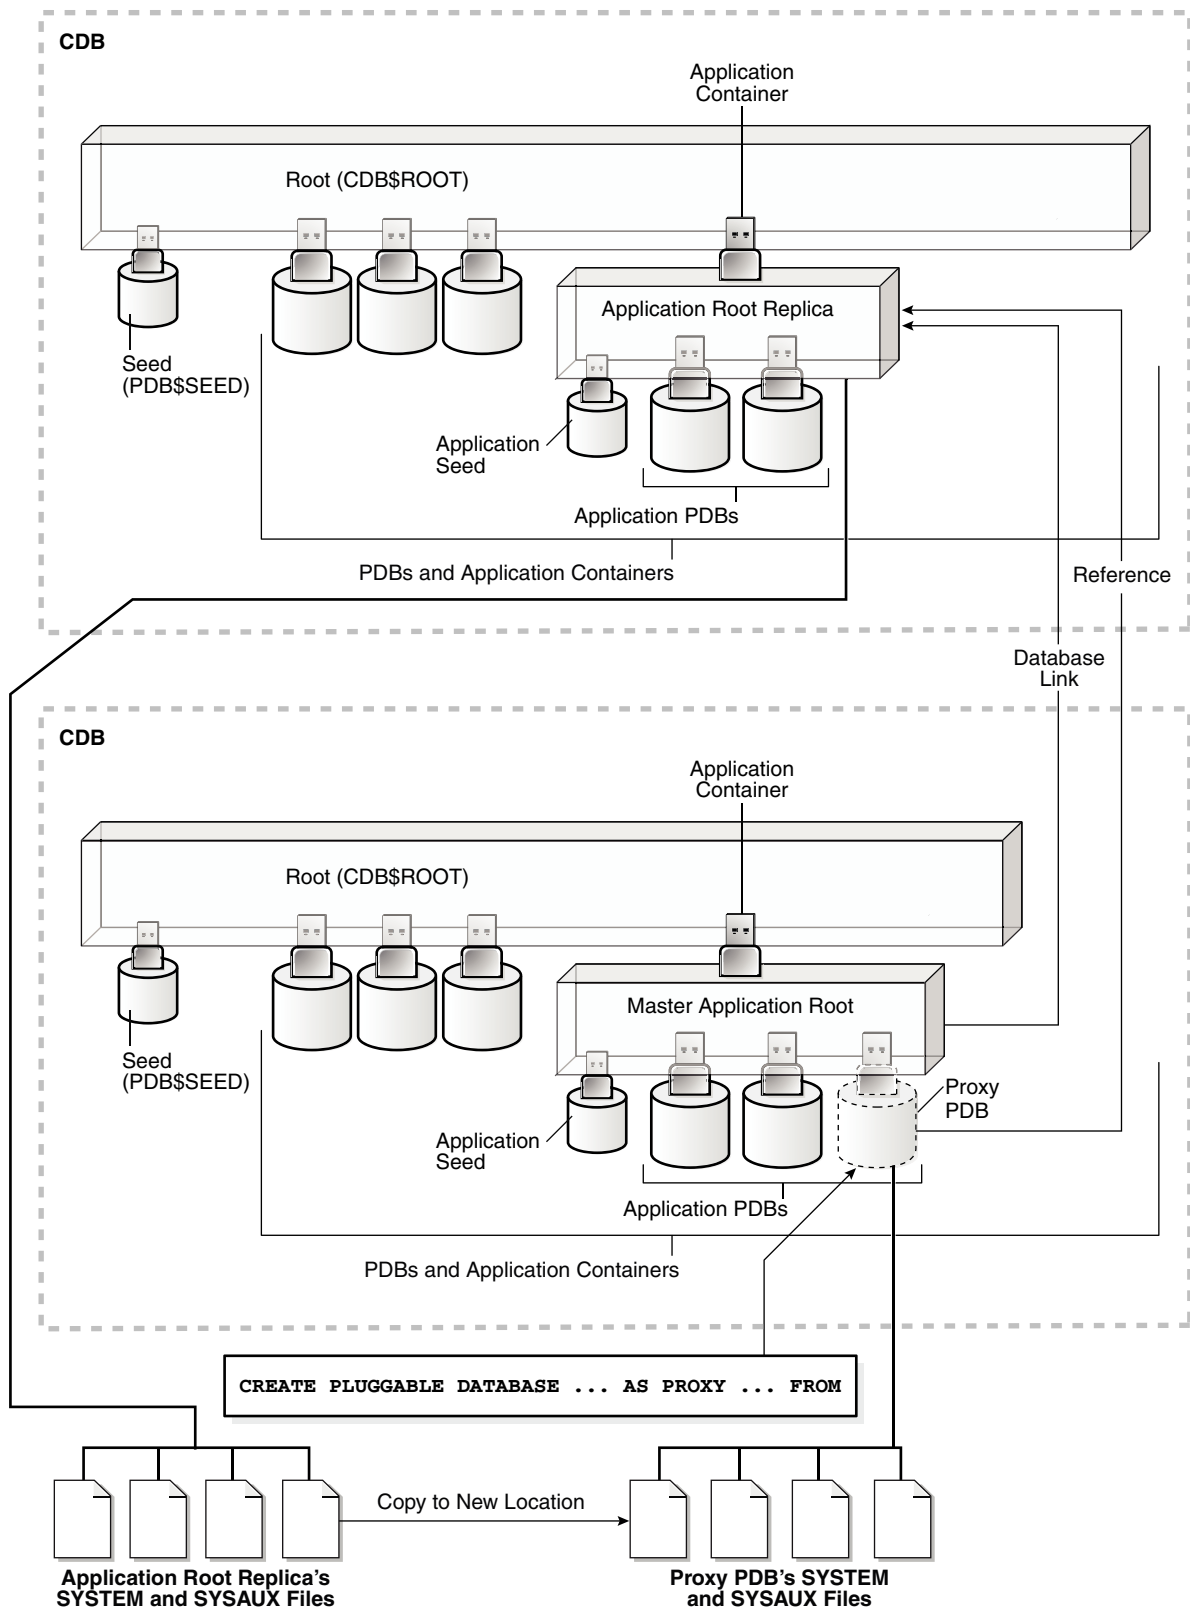 CDB
Application
Container
Root (CDB$ROOT)
Application Root Replica
Seed
(PDB$SEED)
Application
Seed
Application PDBs
PDBs and Application Containers
Reference
Database
Link
CDB
Application
Container
Root (CDB$ROOT)
Master Application Root
Seed
(PDB$SEED)
Proxy
PDB
Application
Seed
Application PDBs
PDBs and Application Containers
CREATE PLUGGABLE DATABASE ... AS PROXY ... FROM
Copy to New Location
Application Root Replica's
SYSTEM and SYSAUX Files
Proxy PDB's SYSTEM
and SYSAUX Files